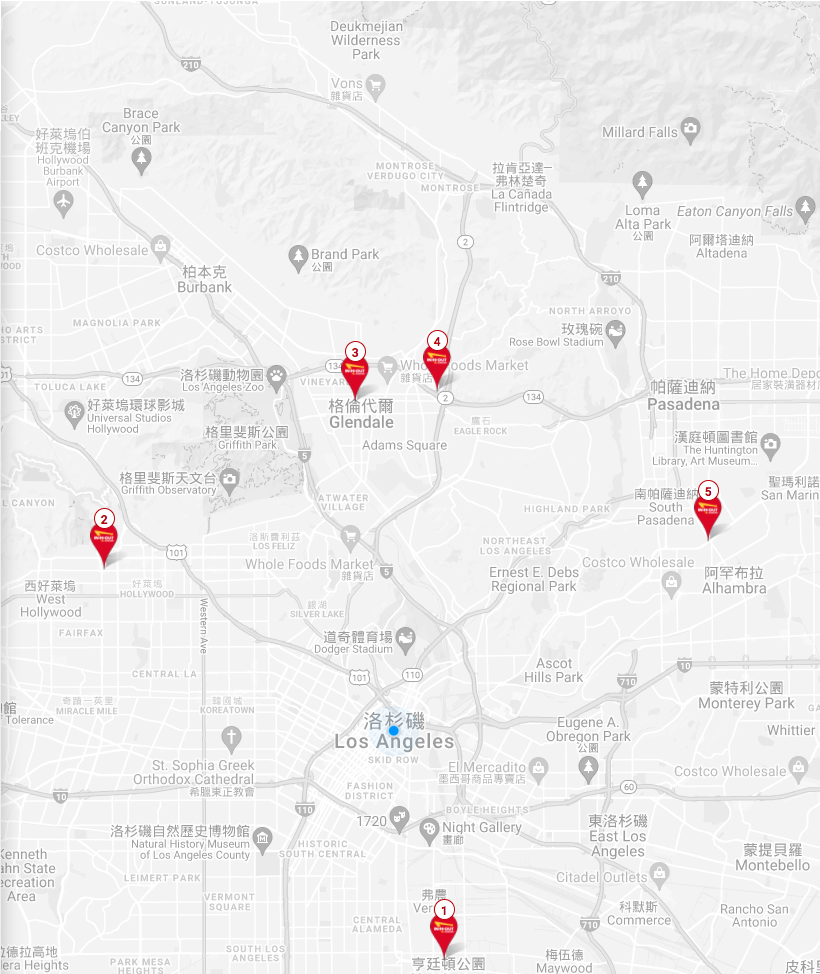 SUNLAND-TUJUNGA
Deukmejian
Wilderness
Park
210
Vons
雜貨店
Brace
Canyon Park
公園
好萊塢伯
班克機場
Hollywood
Burbank
Airport
Millard Falls
MONTROSE
VERDUGO CITY
MONTROSE
拉肯亞達—
弗林楚奇
La Cañada
Flintridge
Loma
Alta Park
公園
Eaton Canyon Falls
阿爾塔迪納
Altadena
2
Costco Wholesale
Brand Park
公園
柏本克
Burbank
210
NORTH ARROYO
MAGNOLIA PARK
HO ARTS
STRICT
玫瑰碗
Rose Bowl Stadium
3
4
134
Whole Foods Market
雜貨店
洛杉磯動物園
Los Angeles Zoo
VINEYARD
TOLUCA LAKE
134
2
134
The Home Depot
居家裝潢器材
帕薩迪納
Pasadena
好萊塢環球影城
Universal Studios
Hollywood
格倫代爾
Glendale
鷹石
EAGLE ROCK
格里斐斯公園
Griffith Park
Adams Square
漢庭頓圖書館
The Huntington
Library, Art Museum...
5
格里斐斯天文台
Griffith Observatory
聖瑪利諾
San Marin
CANYON
ATWATER
VILLAGE
HIGHLAND PARK
南帕薩迪納
South
Pasadena
5
2
洛斯費利茲
LOS FELIZ
NORTHEAST
LOS ANGELES
101
Whole Foods Market
雜貨店
5
Costco Wholesale
Ernest E. Debs
Regional Park
阿罕布拉
Alhambra
西好萊塢
West
Hollywood
好萊塢
HOLLYWOOD
Western Ave
銀湖
SILVER LAKE
FAIRFAX
道奇體育場
Dodger Stadium
CENTRAL LA
101
110
Ascot
Hills Park
10
710
奇蹟一英里
MIRACLE MILE
韓國城
KOREATOWN
蒙特利公園
Monterey Park
館
Tolerance
洛杉磯
Los Angeles
SKID ROW
Eugene A.
Obregon Park
公園
Whittier
St. Sophia Greek
Orthodox Cathedral
希臘東正教會
El Mercadito
墨西哥商品專賣店
Costco Wholesale
10
FASHION
DISTRICT
60
110
BOYLE HEIGHTS
1720
Night Gallery
畫廊
洛杉磯自然歷史博物館
Natural History Museum
of Los Angeles County
HISTORIC
SOUTH CENTRAL
東洛杉磯
East Los
Angeles
蒙提貝羅
Montebello
Kenneth
Hahn State
Recreation
Area
LEIMERT PARK
Citadel Outlets
VERMONT
SQUARE
弗農
Ver
1
CENTRAL
ALAMEDA
科默斯
Commerce
Rancho San
Antonio
710
SOUTH LOS
ANGELES
拉德拉高地
era Heights
PARK MESA
HEIGHTS
亨廷頓公園
梅伍德
Maywood
皮科里